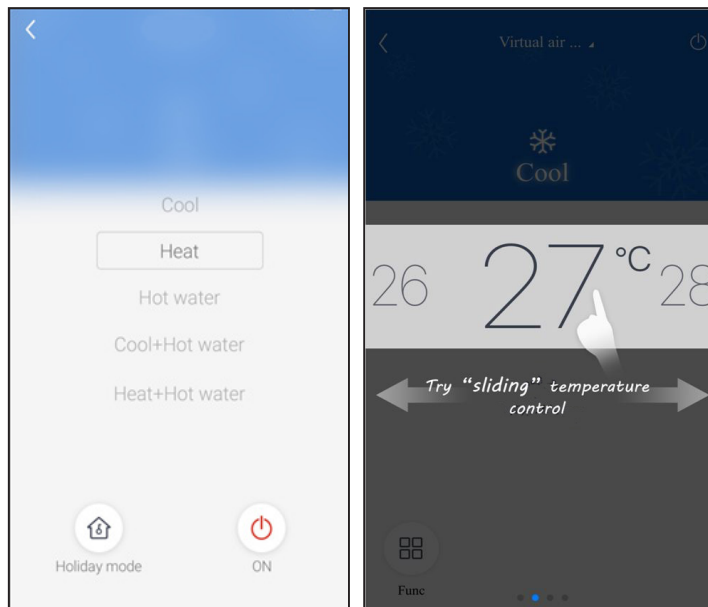 Cool
Heat
Hot water
Cool+Hot water
Heat+Hot water
Holiday mode
ON
Virtual air ...
Cool
26 27°C 28
Try “sliding” temperature
control
Func